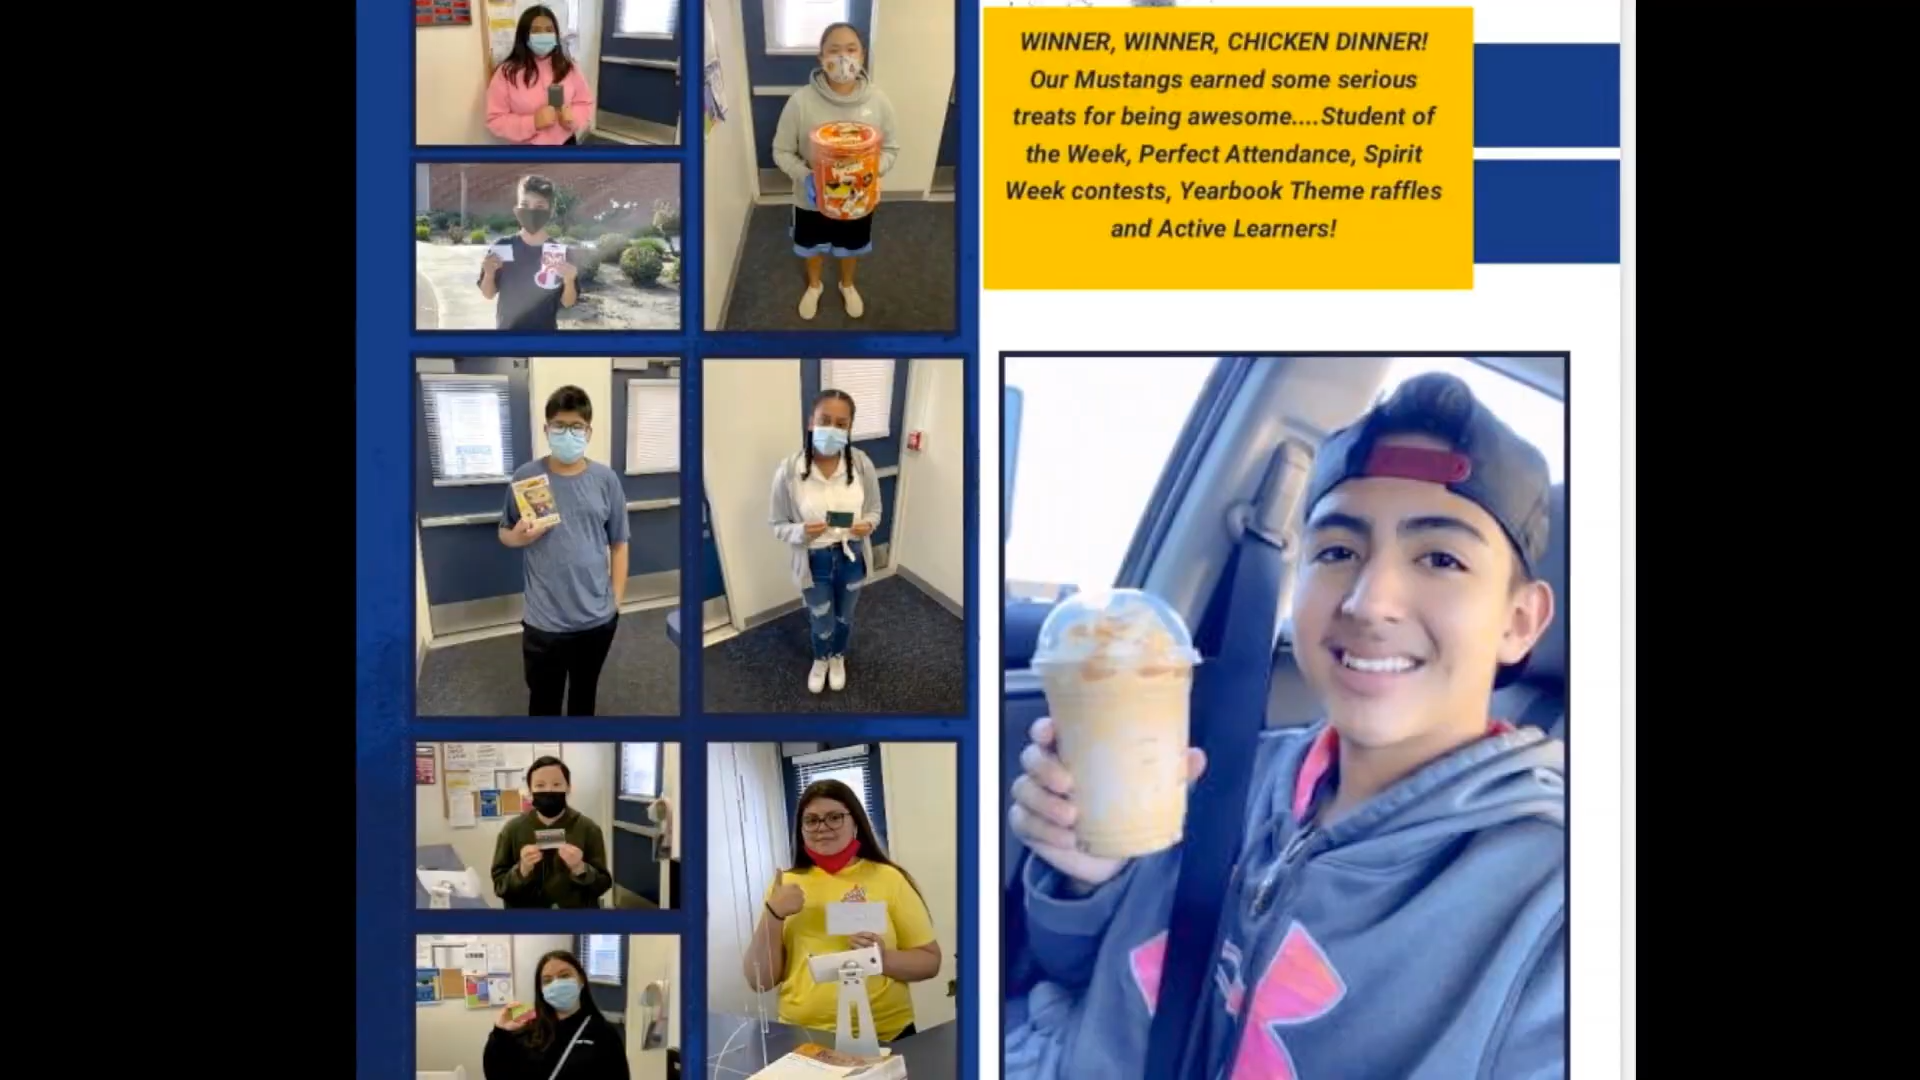 WINNER, WINNER, CHICKEN DINNER!
Our Mustangs earned some serious
treats for being awesome....Student of
the Week, Perfect Attendance, Spirit
Week contests, Yearbook Theme raffles
and Active Learners!